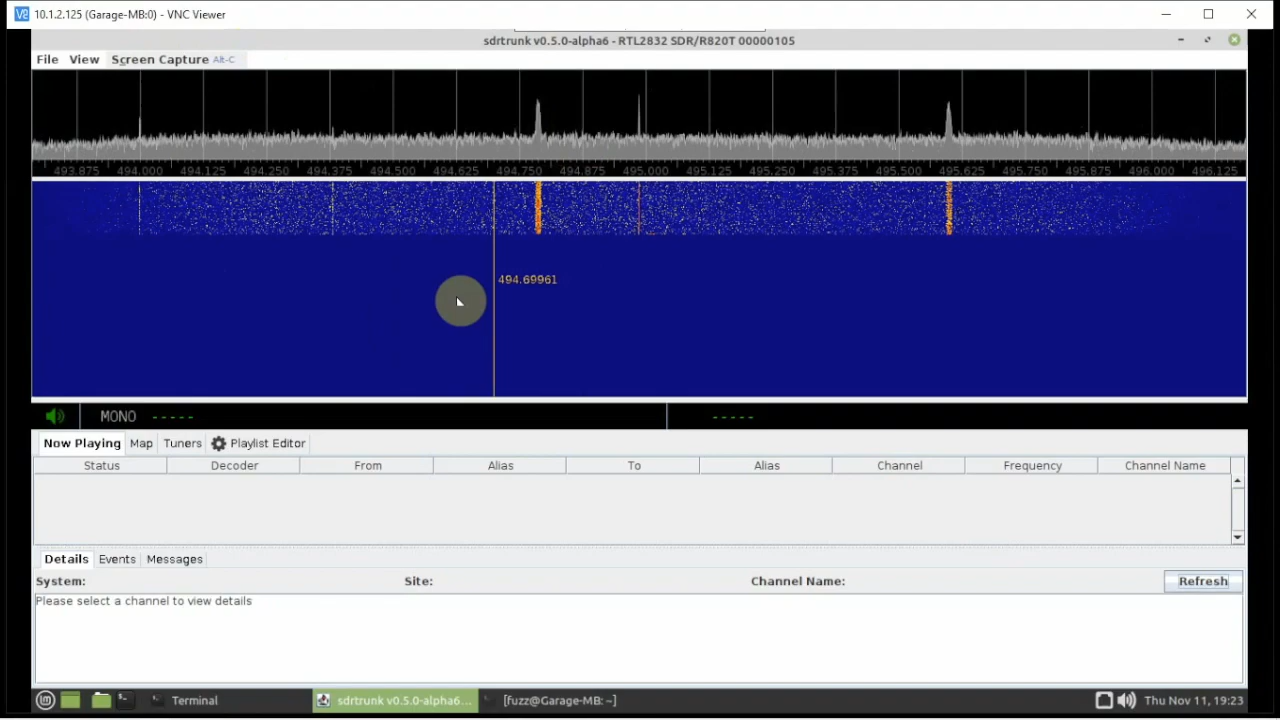 10.1.2.125 (Garage-MB:0) - VNC Viewer
sdrtrunk v0.5.0-alpha6 - RTL2832 SDR/R820T 00000105
File View Screen Capture Alt-C
493.875 494.000 494.125 494.250 494.375 494.500 494.625 494.750 494.875 495.000 495.125 495.250 495.375 495.500 495.625 495.750 495.875 496.000 496.125
494.69961
MONO ----- -----
Now Playing Map Tuners Playlist Editor
Status Decoder From Alias To Alias Channel Frequency Channel Name
Details Events Messages
System: Site: Channel Name: Refresh
Please select a channel to view details
Terminal sdrtrunk v0.5.0-alpha6... [fuzz@Garage-MB: ~] Thu Nov 11, 19:23